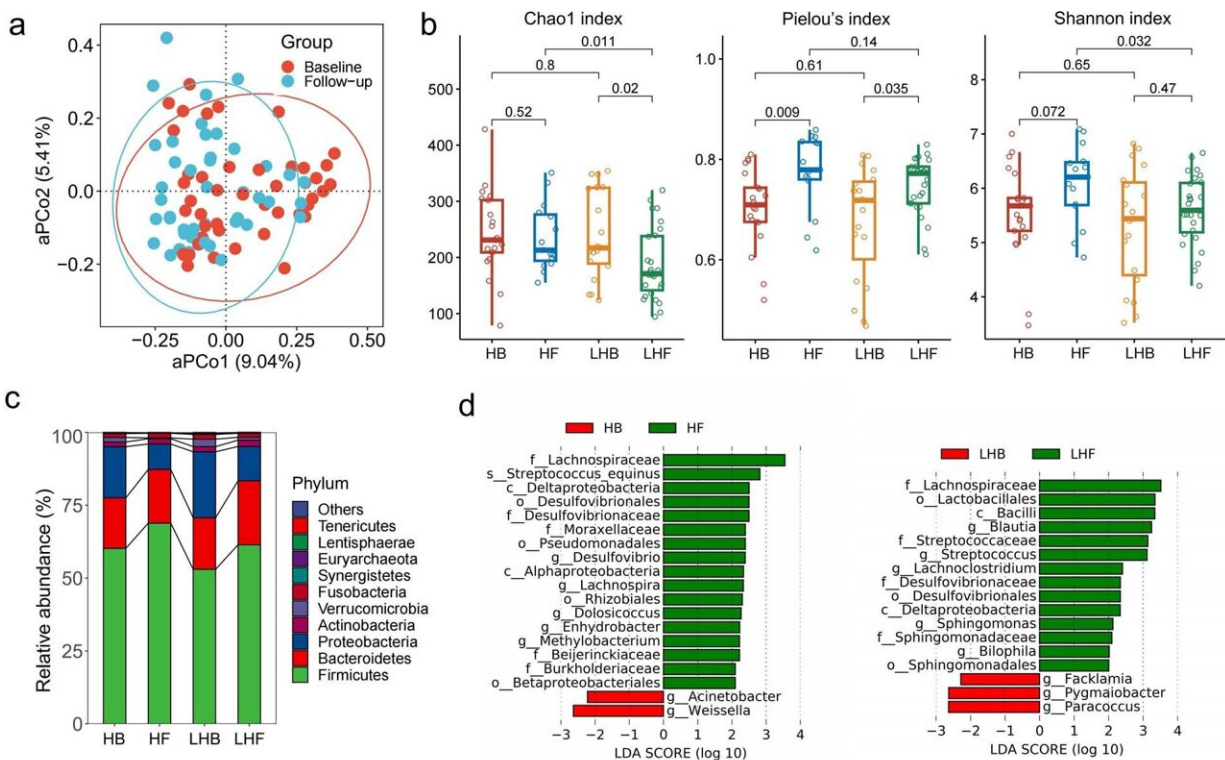 a
Group
Baseline
Follow-up
aPCo2 (5.41%)
0.4
0.2
0.0
−0.2
−0.25
0.00
0.25
0.50
aPCo1 (9.04%)
b
Chao1 index
500
400
300
200
100
0.011
0.8
0.02
0.52
HB
HF
LHB
LHF
Pielou's index
1.0
0.8
0.6
0.14
0.61
0.035
0.009
HB
HF
LHB
LHF
Shannon index
8
7
6
5
4
0.032
0.65
0.47
0.072
HB
HF
LHB
LHF
c
Relative abundance (%)
100
75
50
25
0
HB
HF
LHB
LHF
Phylum
Others
Tenericutes
Lentisphaerae
Euryarchaeota
Synergistetes
Fusobacteria
Verrucomicrobia
Actinobacteria
Proteobacteria
Bacteroidetes
Firmicutes
d
HB
HF
f__Lachnospiraceae
s__Streptococcus_equinus
c__Deltaproteobacteria
o__Desulfovibrionales
f__Desulfovibrionaceae
f__Moraxellaceae
o__Pseudomonadales
g__Desulfovibrio
c__Alphaproteobacteria
g__Lachnospira
o__Rhizobiales
g__Dolosicoccus
g__Enhydrobacter
g__Methylobacterium
f__Beijerinckiaceae
f__Burkholderiaceae
o__Betaproteobacteriales
g__Acinetobacter
g__Weissella
−3
−2
−1
0
1
2
3
4
LDA SCORE (log 10)
LHB
LHF
f__Lachnospiraceae
o__Lactobacillales
c__Bacilli
g__Blautia
f__Streptococcaceae
g__Streptococcus
g__Lachnoclostridium
f__Desulfovibrionaceae
o__Desulfovibrionales
c__Deltaproteobacteria
g__Sphingomonas
f__Sphingomonadaceae
g__Bilophila
o__Sphingomonadales
g__Facklamia
g__Pygmaiobacter
g__Paracoccus
−3
−2
−1
0
1
2
3
4
LDA SCORE (log 10)